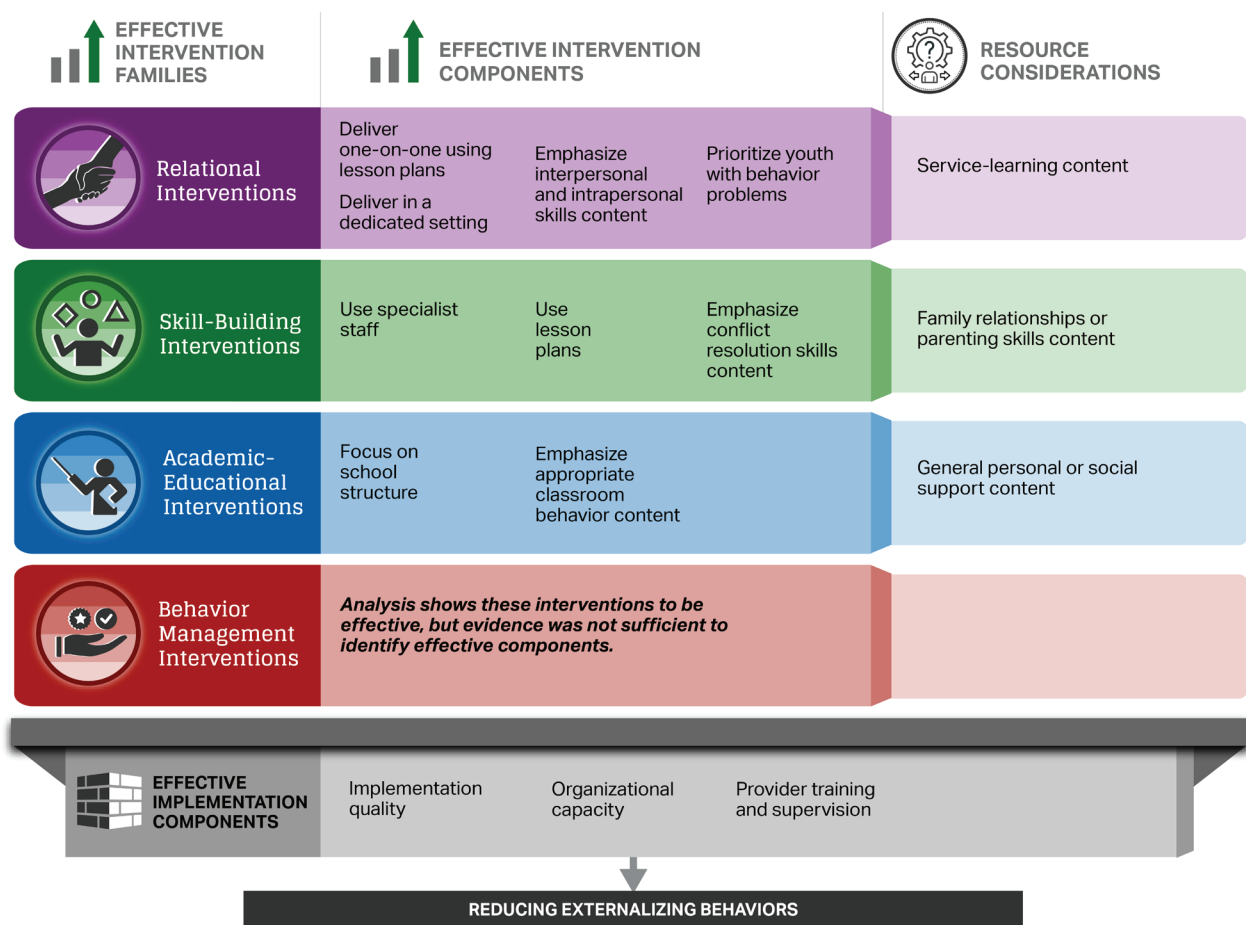 EFFECTIVE
INTERVENTION
FAMILIES
EFFECTIVE INTERVENTION
COMPONENTS
RESOURCE
CONSIDERATIONS
Relational
Interventions
Deliver
one-on-one using
lesson plans
Deliver in a
dedicated setting
Emphasize
interpersonal
and intrapersonal
skills content
Prioritize youth
with behavior
problems
Service-learning content
Skill-Building
Interventions
Use specialist
staff
Use
lesson
plans
Emphasize
conflict
resolution skills
content
Family relationships or
parenting skills content
Academic-
Educational
Interventions
Focus on
school
structure
Emphasize
appropriate
classroom
behavior content
General personal or social
support content
Behavior
Management
Interventions
Analysis shows these interventions to be
effective, but evidence was not sufficient to
identify effective components.
EFFECTIVE
IMPLEMENTATION
COMPONENTS
Implementation
quality
Organizational
capacity
Provider training
and supervision
REDUCING EXTERNALIZING BEHAVIORS